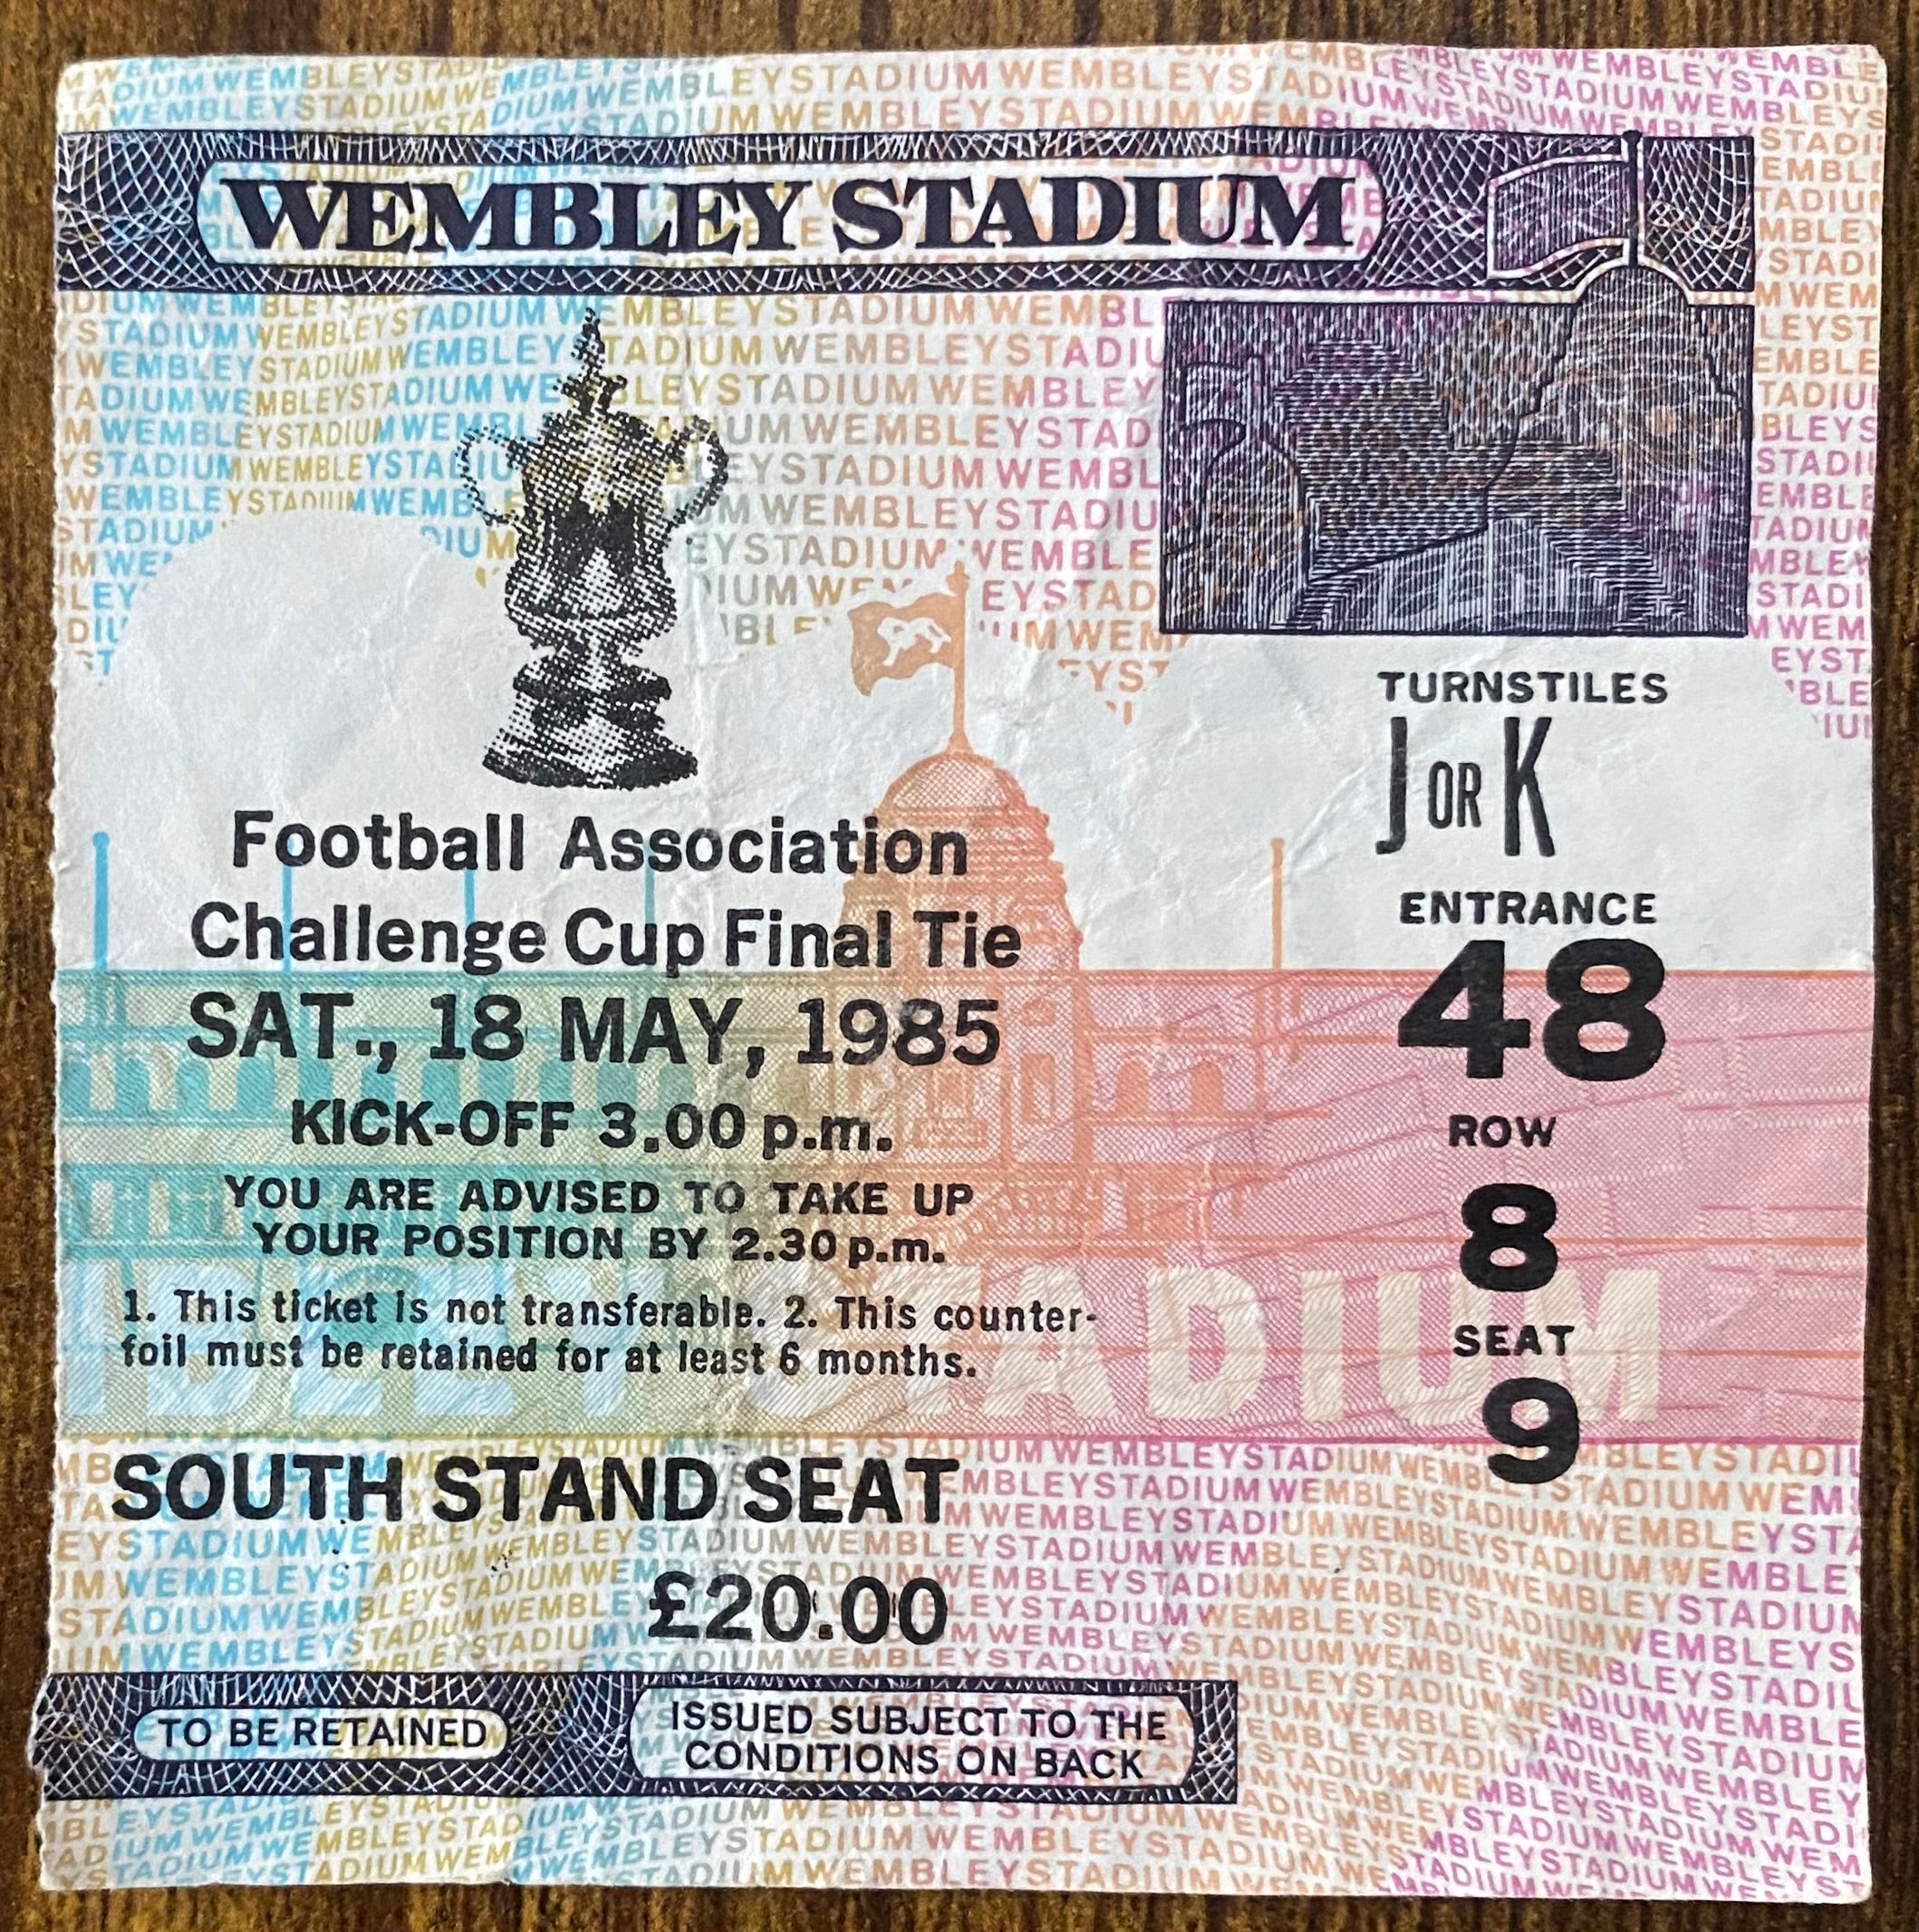 WEMBLEY STADIUM
Football Association
Challenge Cup Final Tie
SAT., 18 MAY, 1985
KICK-OFF 3.00 p.m.
YOU ARE ADVISED TO TAKE UP
YOUR POSITION BY 2.30 p.m.
1. This ticket is not transferable. 2. This counter-
foil must be retained for at least 6 months.
SOUTH STAND SEAT
£20.00
TO BE RETAINED
ISSUED SUBJECT TO THE
CONDITIONS ON BACK
TURNSTILES
J OR K
ENTRANCE
48
ROW
8
SEAT
9